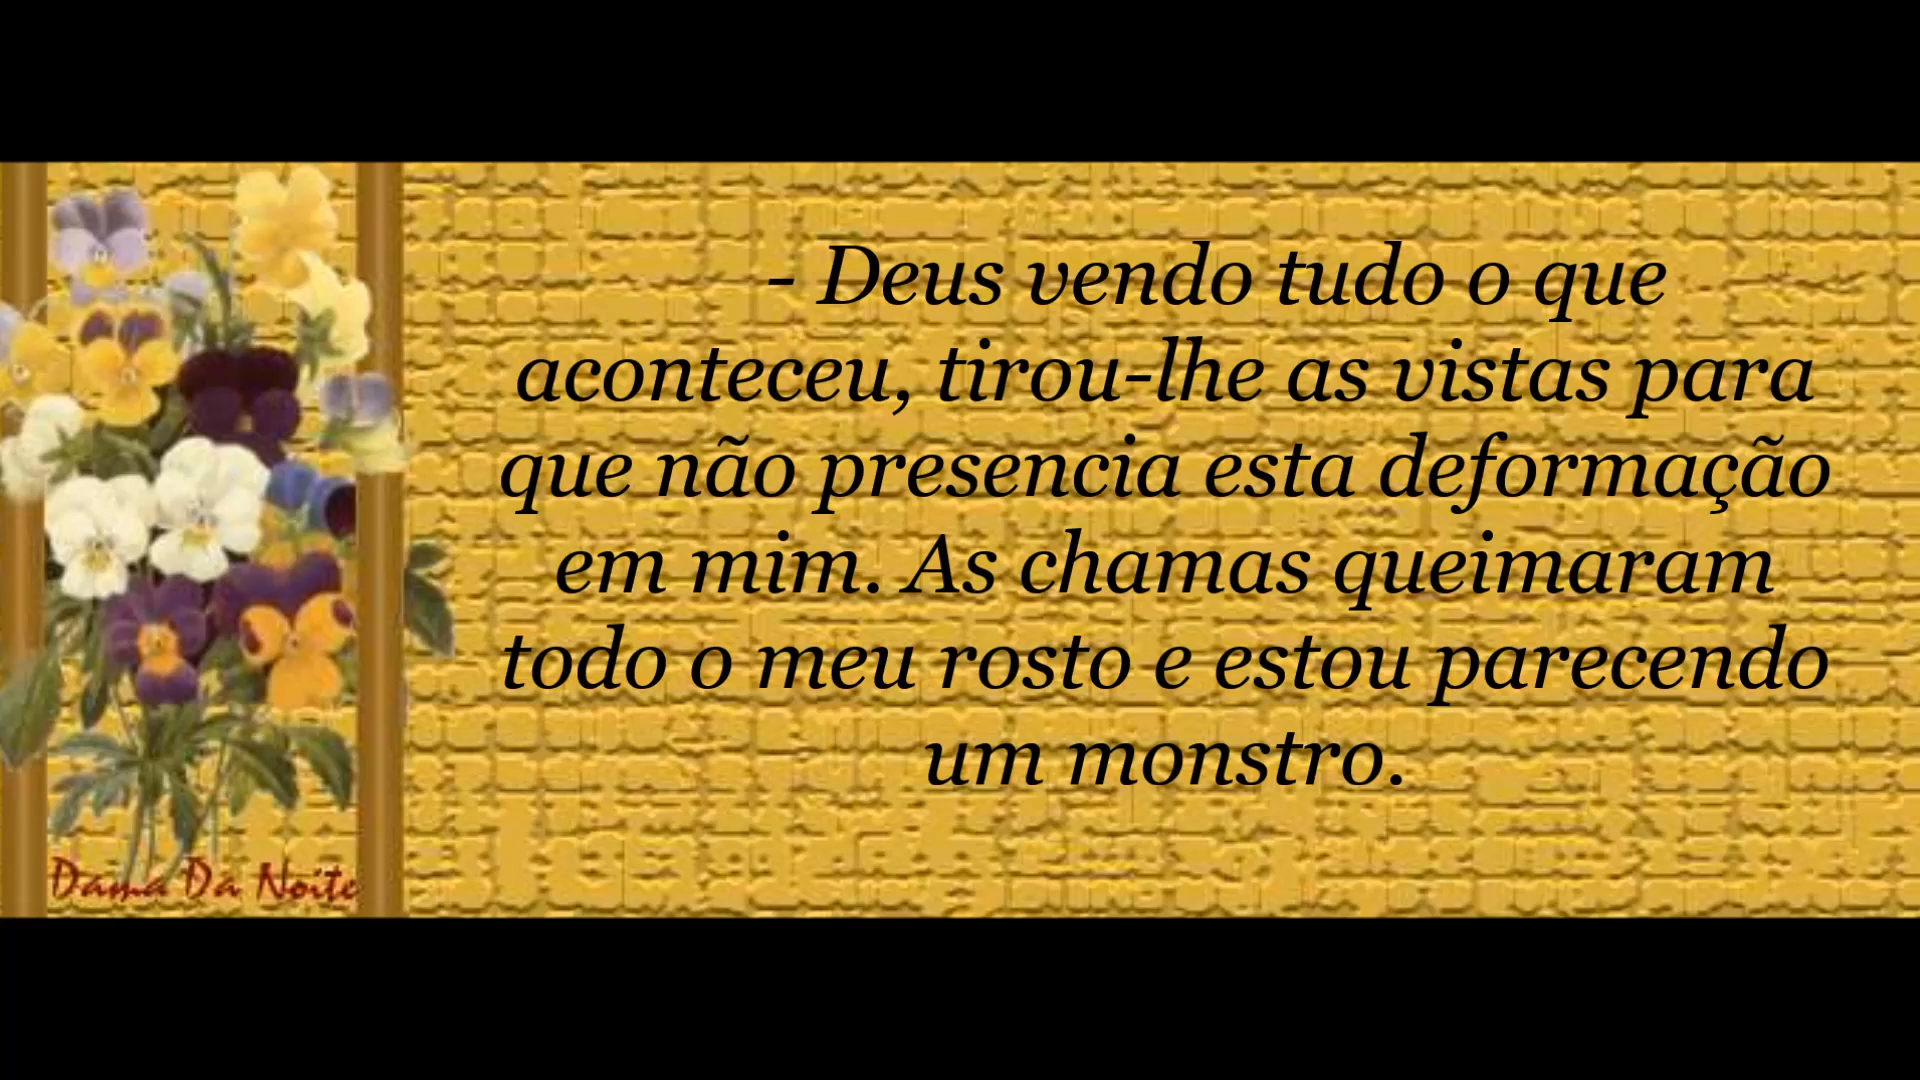 - Deus vendo tudo o que
aconteceu, tirou-lhe as vistas para
que não presencia esta deformação
em mim. As chamas queimaram
todo o meu rosto e estou parecendo
um monstro.
Dama Da Noite